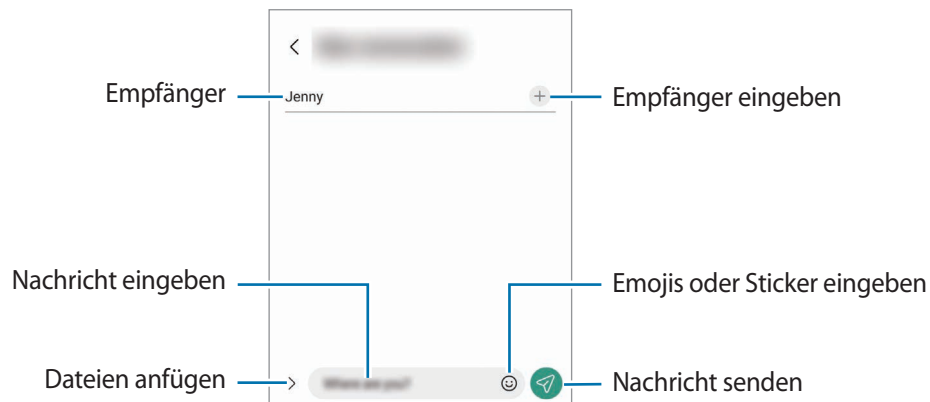 Empfänger
Jenny
Empfänger eingeben
Nachricht eingeben
Emojis oder Sticker eingeben
Dateien anfügen
Where are you?
Nachricht senden